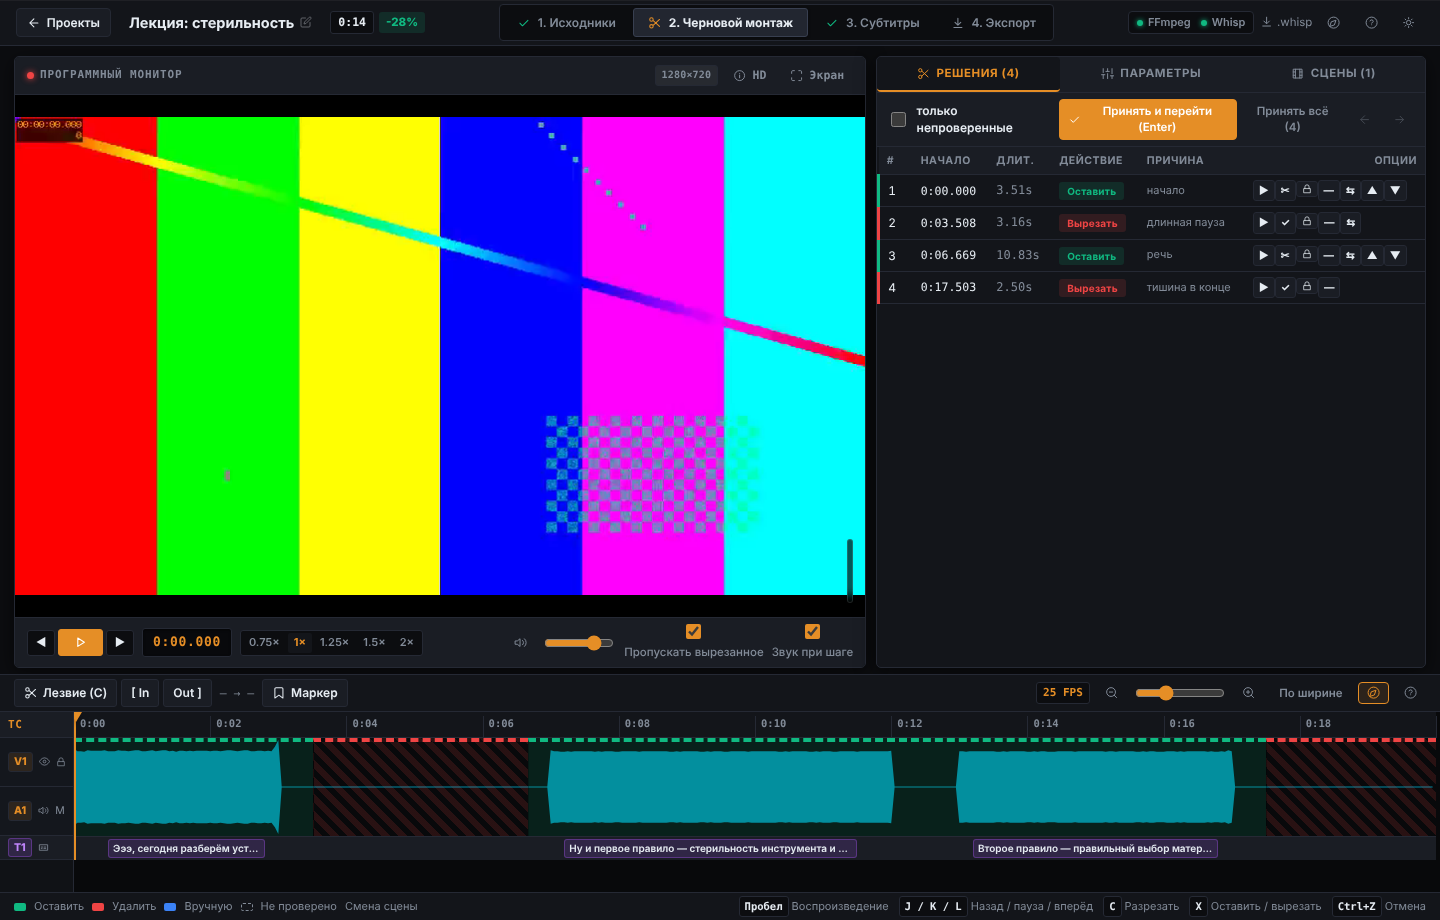 Проекты
Лекция: стерильность
0:14
-28%
1. Исходники
2. Черновой монтаж
3. Субтитры
4. Экспорт
FFmpeg
Whisp
.whisp
ПРОГРАММНЫЙ МОНИТОР
1280×720
HD
Экран
00:00:00.000
0
0:00.000
0.75×
1×
1.25×
1.5×
2×
Пропускать вырезанное
Звук при шаге
РЕШЕНИЯ (4)
ПАРАМЕТРЫ
СЦЕНЫ (1)
только
непроверенные
Принять и перейти
(Enter)
Принять всё
(4)
# НАЧАЛО ДЛИТ. ДЕЙСТВИЕ ПРИЧИНА ОПЦИИ
1 0:00.000 3.51s Оставить начало
2 0:03.508 3.16s Вырезать длинная пауза
3 0:06.669 10.83s Оставить речь
4 0:17.503 2.50s Вырезать тишина в конце
Лезвие (C)
[ In
Out ]
— → —
Маркер
25 FPS
По ширине
TC 0:00 0:02 0:04 0:06 0:08 0:10 0:12 0:14 0:16 0:18
V1
A1 M
T1
Эээ, сегодня разберём уст...
Ну и первое правило — стерильность инструмента и ...
Второе правило — правильный выбор матер...
Оставить Удалить Вручную Не проверено Смена сцены
Пробел Воспроизведение J / K / L Назад / пауза / вперёд C Разрезать X Оставить / вырезать Ctrl+Z Отмена